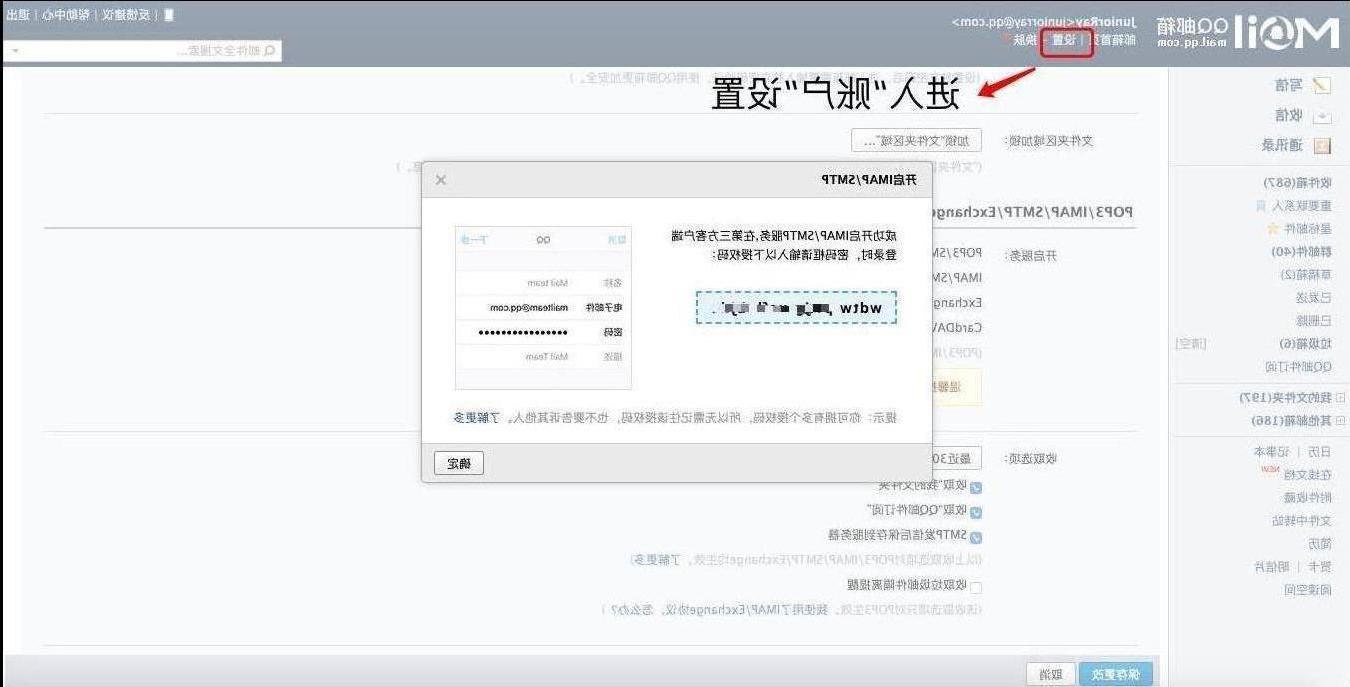 Mail QQ邮箱
mail.qq.com
JuniorRay<juniorray@qq.com>
邮箱首页 | 设置 - 换肤
反馈建议 | 帮助中心 | 退出
邮件全文搜索...
进入“账户”设置
写信
收信
通讯录
收件箱(687)
重要联系人
星标邮件
群邮件(40)
草稿箱(2)
已发送
已删除
垃圾箱(6) [清空]
QQ邮件订阅
我的文件夹(197)
其他邮箱(186)
日历 | 记事本
在线文档 NEW
附件收藏
文件中转站
简历
贺卡 | 明信片
阅读空间
文件夹区域加锁： 加锁“文件夹区域”...
(“文件夹
POP3/IMAP/SMTP/Exchang
开启服务：
POP3/SM
IMAP/SM
Exchang
CardDAV
(POP3/IM
温馨
开启IMAP/SMTP
成功开启IMAP/SMTP服务,在第三方客户端
登录时，密码框请输入以下授权码：
wdtw
取消 QQ 下一步
名称 Mail team
电子邮件 mailteam@qq.com
密码 ●●●●●●●●●●●●●●●
描述 Mail Team
提示：你可拥有多个授权码，所以无需记住该授权码，也不要告诉其他人。了解更多
确定
收取选项： 最近30
收取“我的文件夹
收取“QQ邮件订阅”
SMTP发信后保存到服务器
(以上收取选项对POP3/IMAP/SMTP/Exchange均生效。了解更多)
收取垃圾邮件隔离提醒
(该收取选项只对POP3生效。我使用了IMAP/Exchange协议，怎么办？)
保存更改 取消